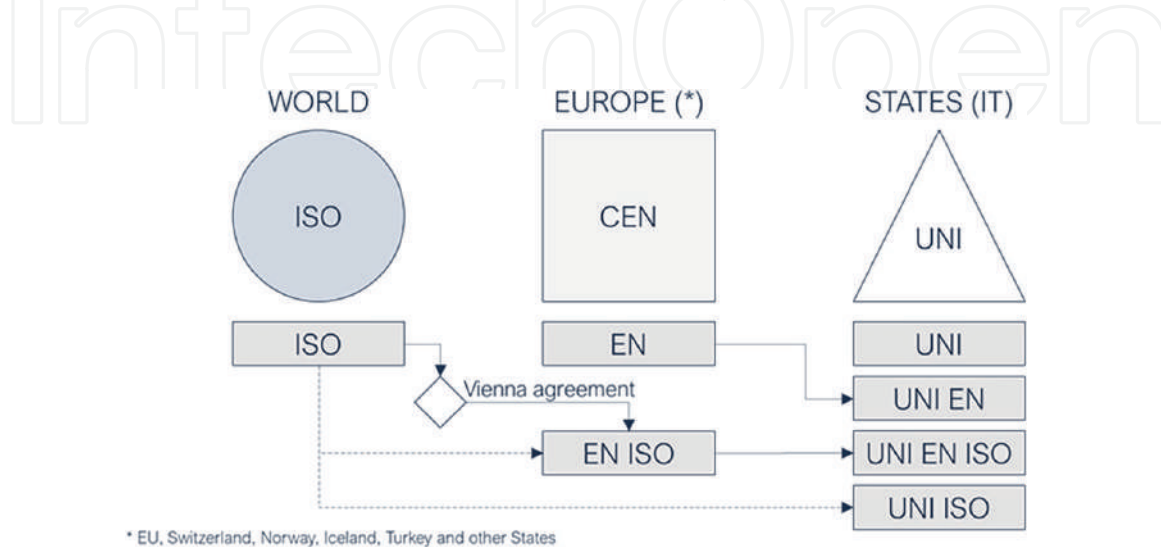 IntechOpen
WORLD
EUROPE (*)
STATES (IT)
ISO
CEN
UNI
ISO
EN
UNI
Vienna agreement
UNI EN
EN ISO
UNI EN ISO
UNI ISO
* EU, Switzerland, Norway, Iceland, Turkey and other States